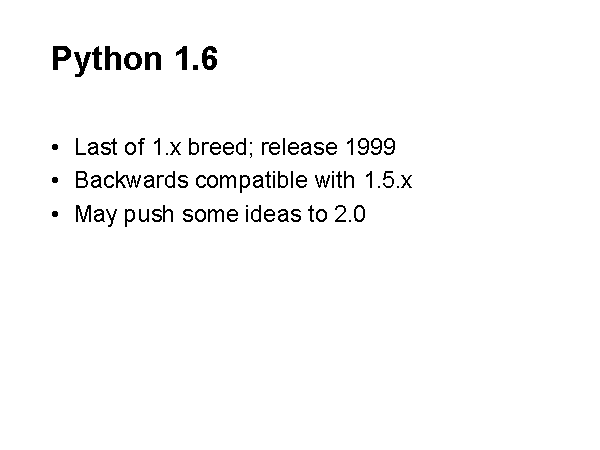 Python 1.6
• Last of 1.x breed; release 1999
• Backwards compatible with 1.5.x
• May push some ideas to 2.0